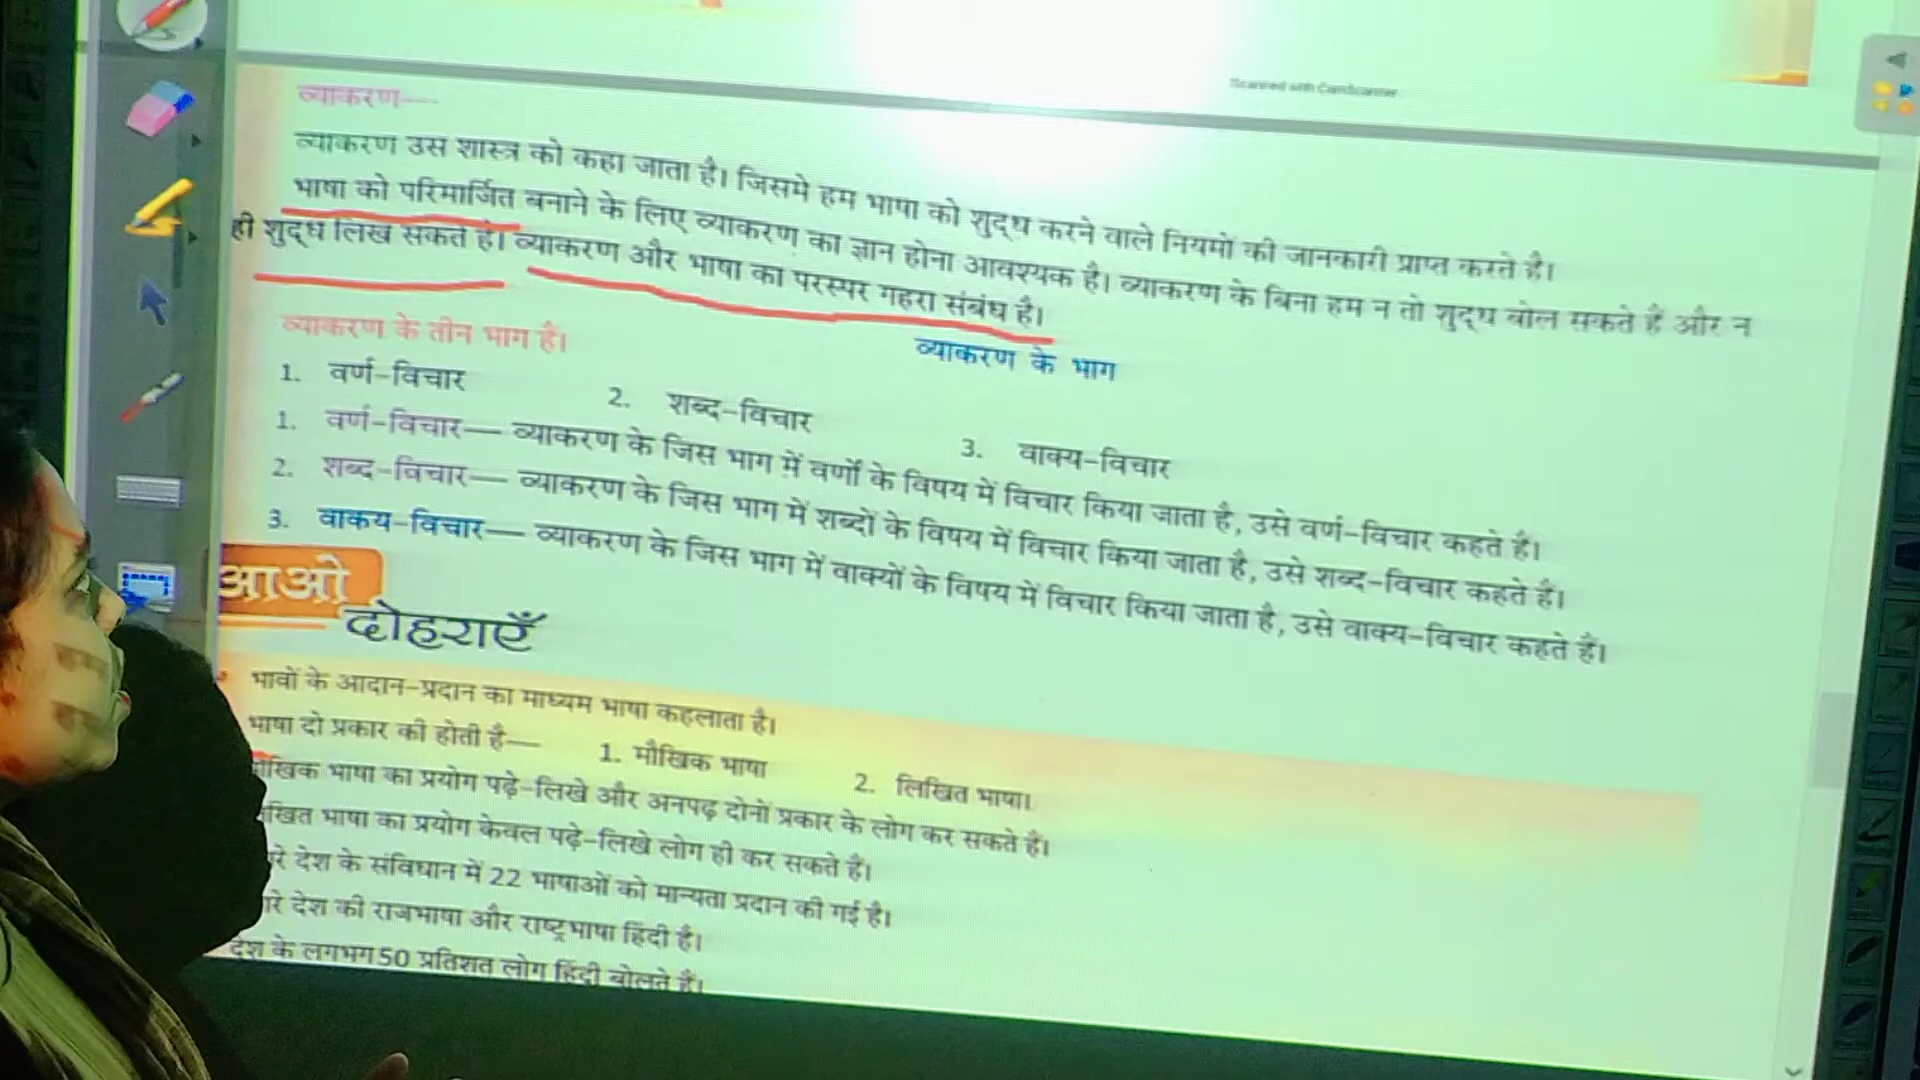 Scanned with CamScanner
व्याकरण—
व्याकरण उस शास्त्र को कहा जाता है। जिसमे हम भाषा को शुद्ध करने वाले नियमों की जानकारी प्राप्त करते है।
भाषा को परिमार्जित बनाने के लिए व्याकरण का ज्ञान होना आवश्यक है। व्याकरण के बिना हम न तो शुद्ध बोल सकते हैं और न
ही शुद्ध लिख सकते हैं। व्याकरण और भाषा का परस्पर गहरा संबंध है।
व्याकरण के भाग
व्याकरण के तीन भाग है।
1. वर्ण-विचार 2. शब्द-विचार 3. वाक्य-विचार
1. वर्ण-विचार— व्याकरण के जिस भाग में वर्णों के विषय में विचार किया जाता है, उसे वर्ण-विचार कहते हैं।
2. शब्द-विचार— व्याकरण के जिस भाग में शब्दों के विषय में विचार किया जाता है, उसे शब्द-विचार कहते हैं।
3. वाकय-विचार— व्याकरण के जिस भाग में वाक्यों के विषय में विचार किया जाता है, उसे वाक्य-विचार कहते हैं।
आओ
दोहराएँ
भावों के आदान-प्रदान का माध्यम भाषा कहलाता है।
भाषा दो प्रकार की होती है— 1. मौखिक भाषा 2. लिखित भाषा।
भाषा का प्रयोग पढ़े-लिखे और अनपढ़ दोनों प्रकार के लोग कर सकते हैं।
भाषा का प्रयोग केवल पढ़े-लिखे लोग ही कर सकते हैं।
देश के संविधान में 22 भाषाओं को मान्यता प्रदान की गई है।
देश की राजभाषा और राष्ट्रभाषा हिंदी है।
देश के लगभग 50 प्रतिशत लोग हिंदी बोलते हैं।